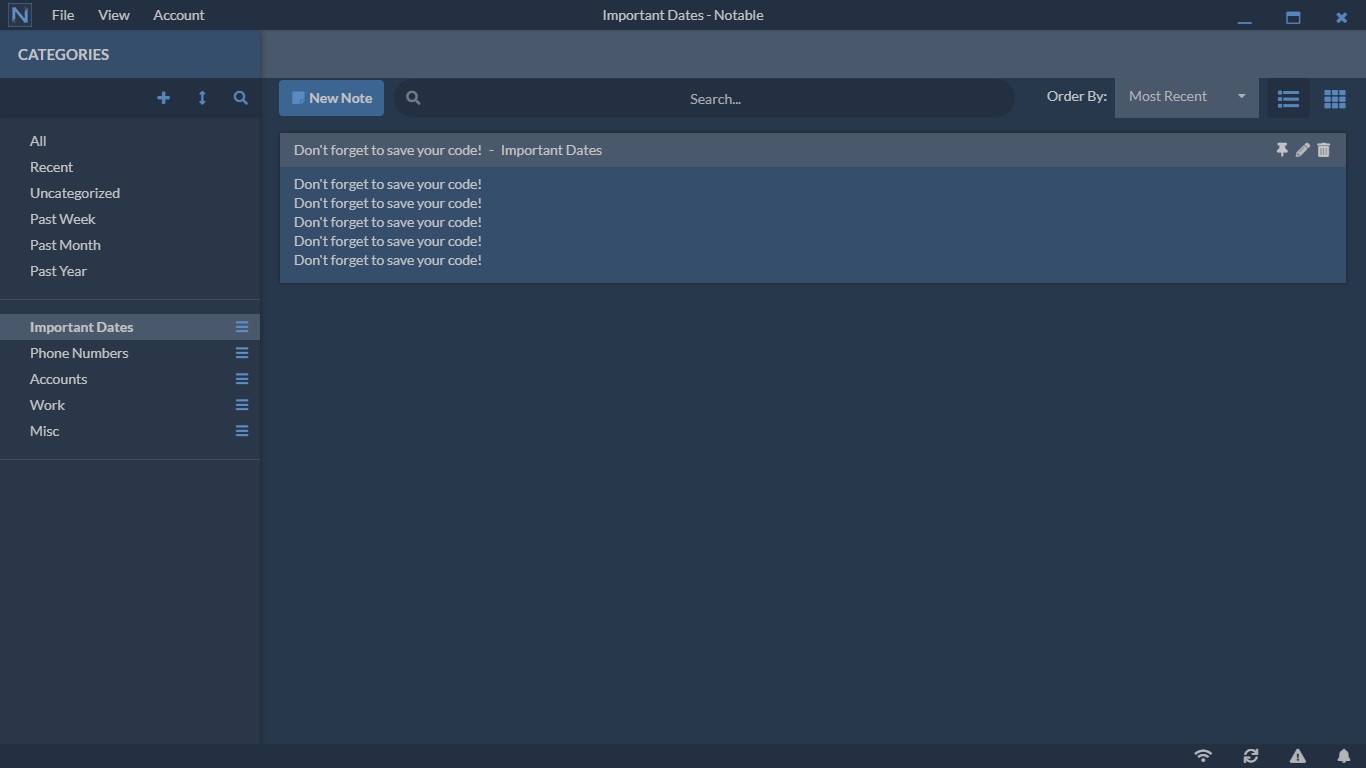 N File View Account Important Dates - Notable
CATEGORIES
New Note Search... Order By: Most Recent
All
Recent
Uncategorized
Past Week
Past Month
Past Year
Important Dates
Phone Numbers
Accounts
Work
Misc
Don't forget to save your code! - Important Dates
Don't forget to save your code!
Don't forget to save your code!
Don't forget to save your code!
Don't forget to save your code!
Don't forget to save your code!